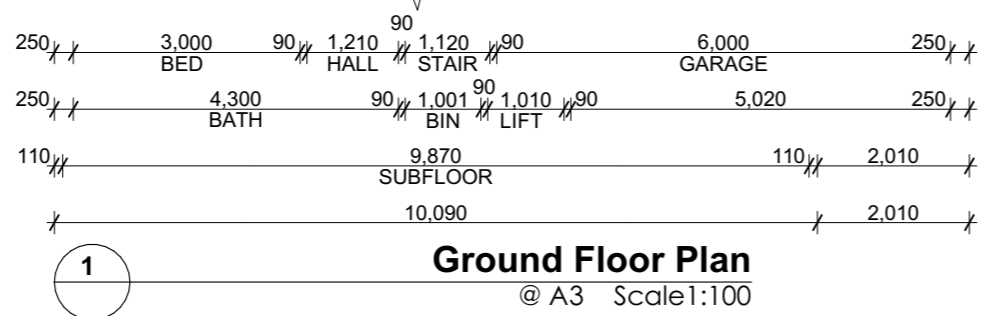 90
250 3,000 90 1,210 1,120 90 6,000 250
BED HALL STAIR GARAGE
90
250 4,300 90 1,001 1,010 90 5,020 250
BATH BIN LIFT
110 9,870 110 2,010
SUBFLOOR
10,090 2,010
1 Ground Floor Plan
@ A3 Scale1:100